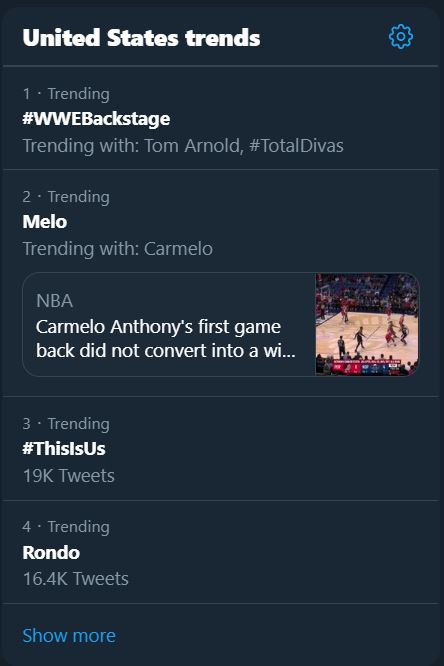 United States trends
1 · Trending
#WWEBackstage
Trending with: Tom Arnold, #TotalDivas
2 · Trending
Melo
Trending with: Carmelo
NBA
Carmelo Anthony's first game
back did not convert into a wi...
3 · Trending
#ThisIsUs
19K Tweets
4 · Trending
Rondo
16.4K Tweets
Show more